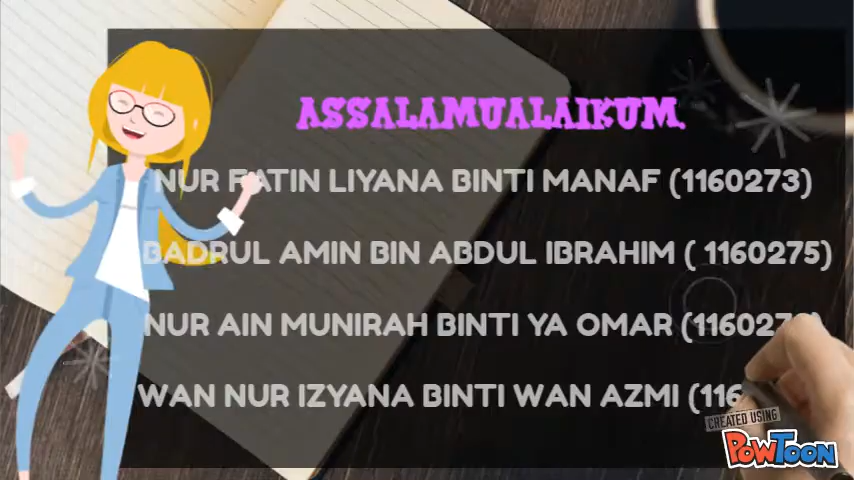 ASSALAMUALAIKUM.
NUR FATIN LIYANA BINTI MANAF (1160273)
BADRUL AMIN BIN ABDUL IBRAHIM ( 1160275)
NUR AIN MUNIRAH BINTI YA OMAR
WAN NUR IZYANA BINTI WAN AZMI
CREATED USING
POWTOON